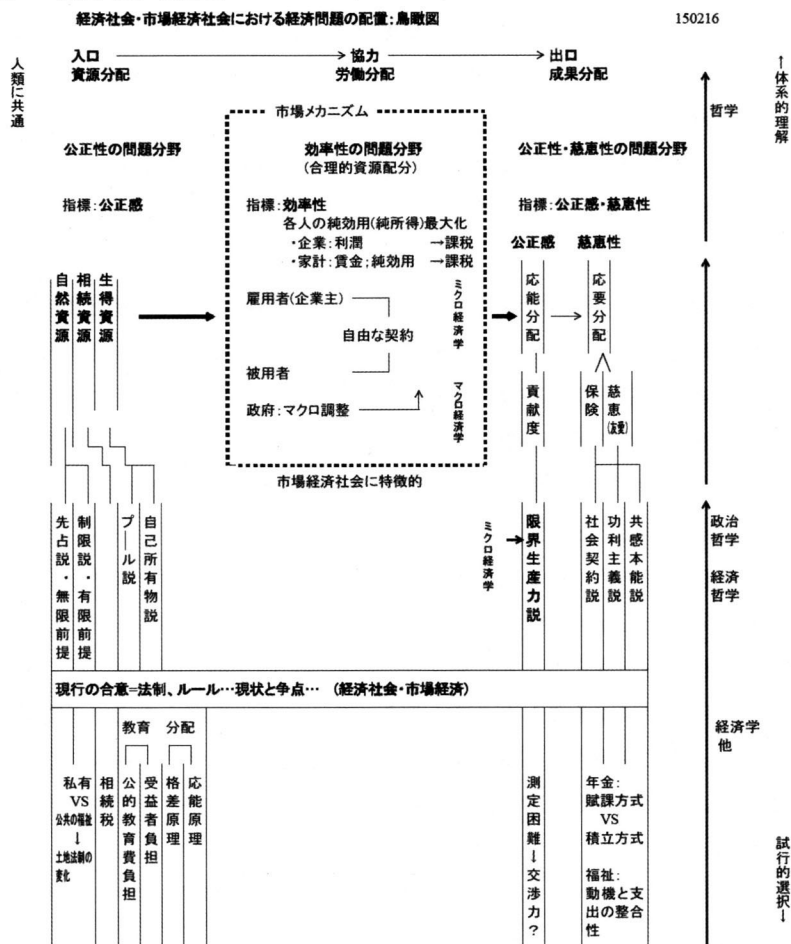 経済社会・市場経済社会における経済問題の配置：鳥瞰図
150216
人類に共通
入口
資源分配
協力
労働分配
出口
成果分配
↑体系的理解
哲学
市場メカニズム
公正性の問題分野
効率性の問題分野
(合理的資源配分)
公正性・慈恵性の問題分野
指標：公正感
指標：効率性
各人の純効用(純所得)最大化
・企業：利潤 →課税
・家計：賃金；純効用 →課税
指標：公正感・慈恵性
公正感 慈恵性
自然資源
相続資源
生得資源
雇用者(企業主)
自由な契約
被用者
政府：マクロ調整
ミクロ経済学
マクロ経済学
応能分配
応要分配
貢献度
保険
慈恵(友愛)
市場経済社会に特徴的
先占説・無限前提
制限説・有限前提
プール説
自己所有物説
ミクロ経済学
限界生産力説
社会契約説
功利主義説
共感本能説
政治
哲学
経済
哲学
現行の合意=法制、ルール…現状と争点… (経済社会・市場経済)
教育 分配
経済学
他
私有
VS
公共の福祉
↓
土地法制の
変化
相続税
公的教育費負担
受益者負担
格差原理
応能原理
測定困難↓交渉力？
年金：
賦課方式
VS
積立方式
福祉：
動機と支
出の整合
性
試行的選択↓